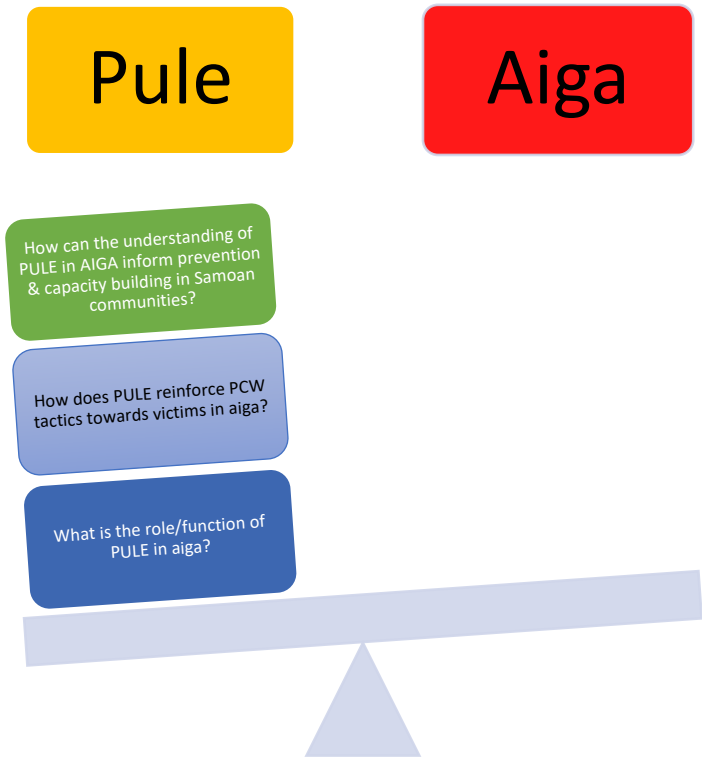 Pule
Aiga
How can the understanding of
PULE in AIGA inform prevention
& capacity building in Samoan
communities?
How does PULE reinforce PCW
tactics towards victims in aiga?
What is the role/function of
PULE in aiga?